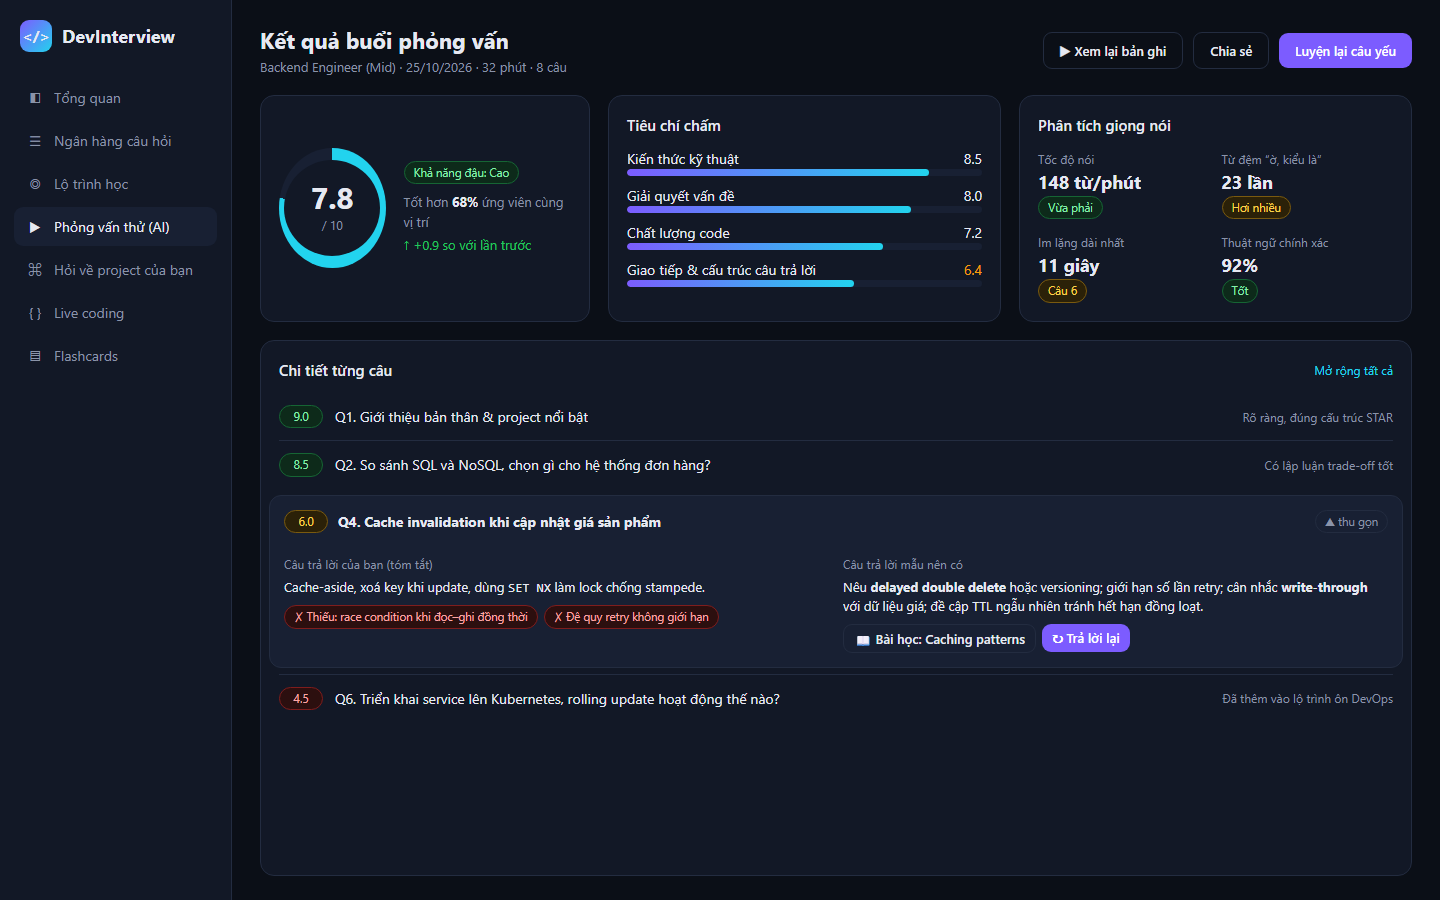 </> DevInterview
Tổng quan
Ngân hàng câu hỏi
Lộ trình học
Phỏng vấn thử (AI)
Hỏi về project của bạn
{ } Live coding
Flashcards
Kết quả buổi phỏng vấn
Backend Engineer (Mid) · 25/10/2026 · 32 phút · 8 câu
▶ Xem lại bản ghi
Chia sẻ
Luyện lại câu yếu
7.8
/ 10
Khả năng đậu: Cao
Tốt hơn 68% ứng viên cùng
vị trí
↑ +0.9 so với lần trước
Tiêu chí chấm
Kiến thức kỹ thuật 8.5
Giải quyết vấn đề 8.0
Chất lượng code 7.2
Giao tiếp & cấu trúc câu trả lời 6.4
Phân tích giọng nói
Tốc độ nói
148 từ/phút
Vừa phải
Từ đệm “ờ, kiểu là”
23 lần
Hơi nhiều
Im lặng dài nhất
11 giây
Câu 6
Thuật ngữ chính xác
92%
Tốt
Chi tiết từng câu
Mở rộng tất cả
9.0 Q1. Giới thiệu bản thân & project nổi bật Rõ ràng, đúng cấu trúc STAR
8.5 Q2. So sánh SQL và NoSQL, chọn gì cho hệ thống đơn hàng? Có lập luận trade-off tốt
6.0 Q4. Cache invalidation khi cập nhật giá sản phẩm ▲ thu gọn
Câu trả lời của bạn (tóm tắt)
Cache-aside, xoá key khi update, dùng SET NX làm lock chống stampede.
✗ Thiếu: race condition khi đọc–ghi đồng thời
✗ Đệ quy retry không giới hạn
Câu trả lời mẫu nên có
Nêu delayed double delete hoặc versioning; giới hạn số lần retry; cân nhắc write-through
với dữ liệu giá; đề cập TTL ngẫu nhiên tránh hết hạn đồng loạt.
📖 Bài học: Caching patterns
↻ Trả lời lại
4.5 Q6. Triển khai service lên Kubernetes, rolling update hoạt động thế nào? Đã thêm vào lộ trình ôn DevOps